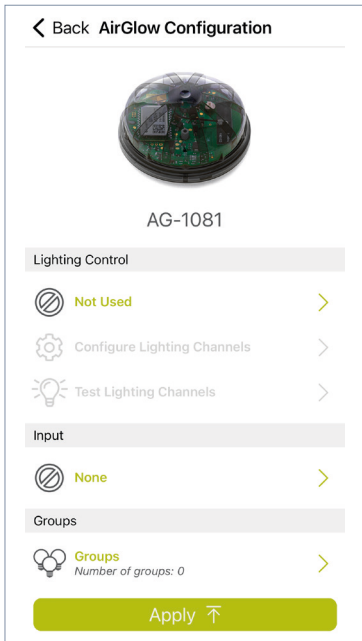 Back AirGlow Configuration
AG-1081
Lighting Control
Not Used
Configure Lighting Channels
Test Lighting Channels
Input
None
Groups
Groups
Number of groups: 0
Apply